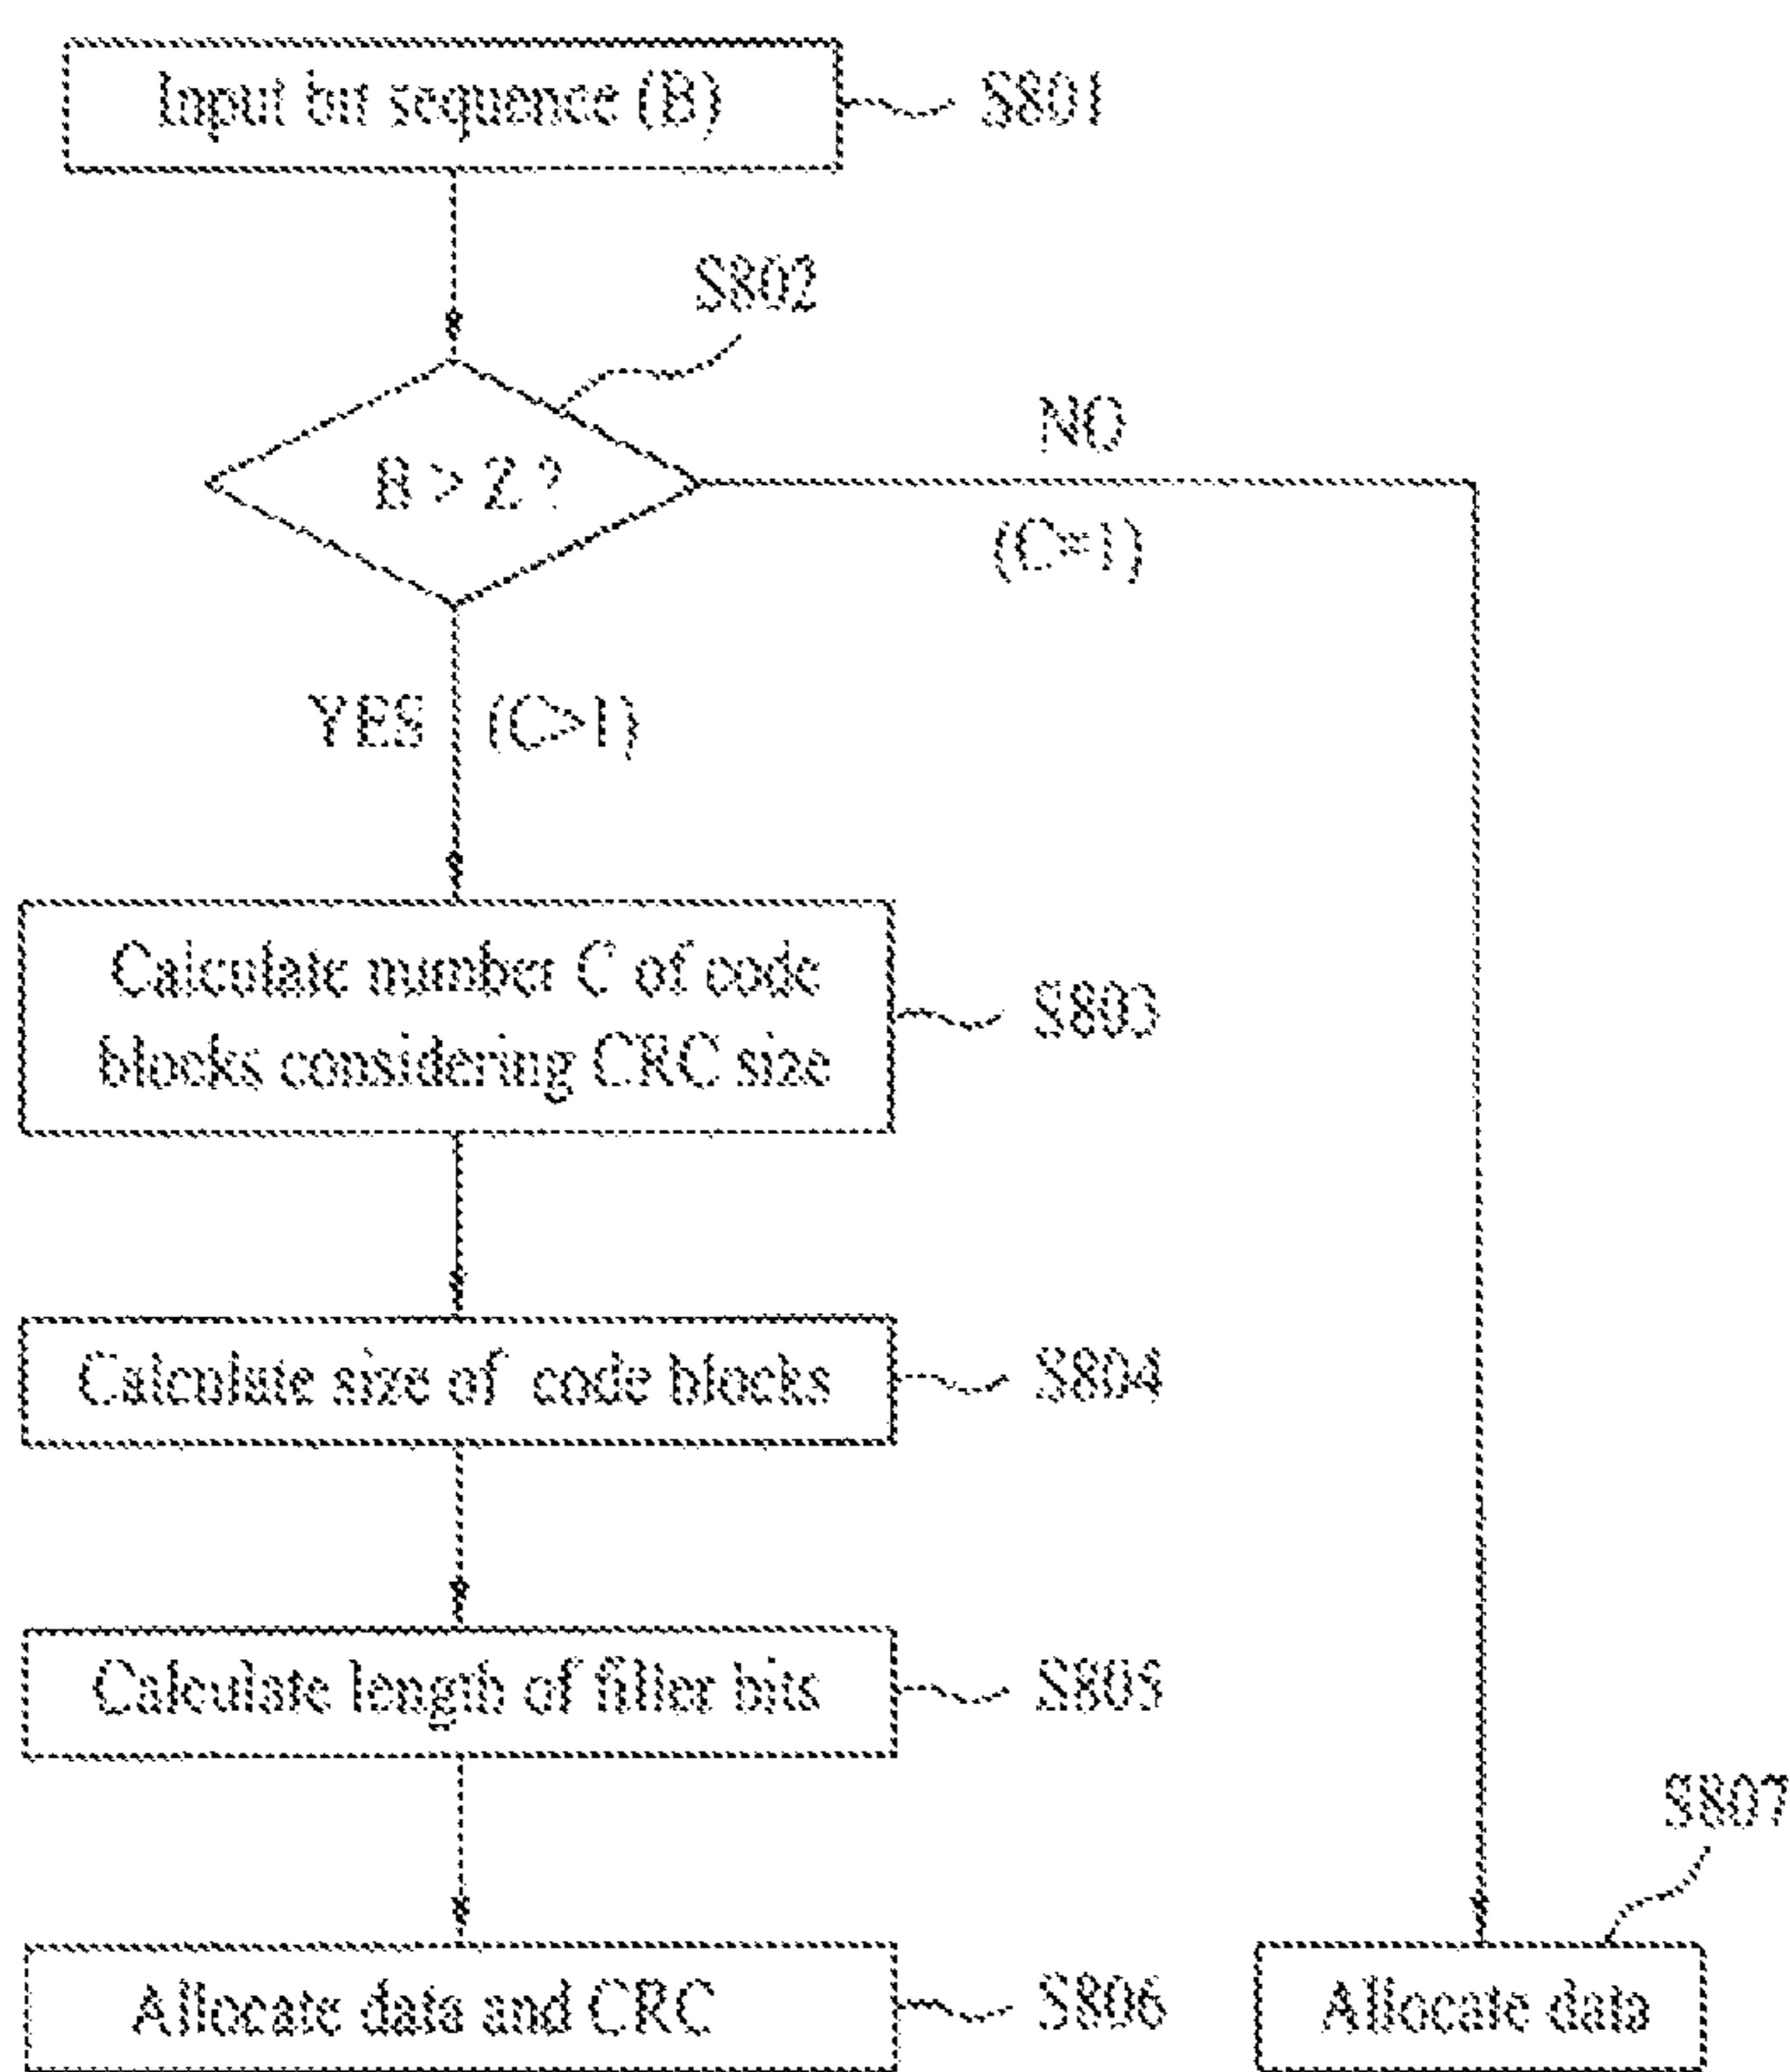 Input bit sequence (B)
S801
S802
B > Z ?
NO
(C=1)
YES (C>1)
Calculate number C of code
blocks considering CRC size
S803
Calculate size of code blocks
S804
Calculate length of filler bits
S805
S807
Allocate data and CRC
S806
Allocate data